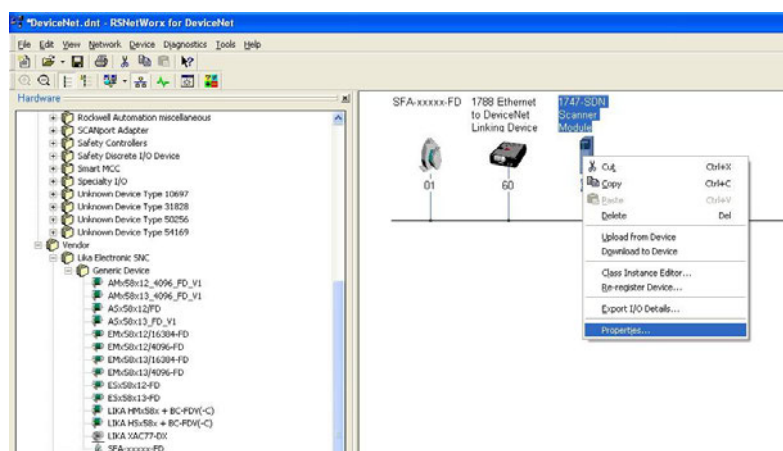 *DeviceNet.dnt - RSNetWorx for DeviceNet
File Edit View Network Device Diagnostics Tools Help
Hardware
Rockwell Automation miscellaneous
SCANport Adapter
Safety Controllers
Safety Discrete I/O Device
Smart MCC
Specialty I/O
Unknown Device Type 10697
Unknown Device Type 31828
Unknown Device Type 50256
Unknown Device Type 54169
Vendor
Lika Electronic SNC
Generic Device
AMx58x12_4096_FD_V1
AMx58x13_4096_FD_V1
ASx58x12/FD
ASx58x13_FD_V1
EMx58x12/16384-FD
EMx58x12/4096-FD
EMx58x13/16384-FD
EMx58x13/4096-FD
ESx58x12-FD
ESx58x13-FD
LIKA HMx58x + BC-FDV(-C)
LIKA HSx58x + BC-FDV(-C)
LIKA XAC77-DX
SFA-xxxxx-FD
SFA-xxxxx-FD
01
1788 Ethernet
to DeviceNet
Linking Device
60
1747-SDN
Scanner
Module
Cut Ctrl+X
Copy Ctrl+C
Paste Ctrl+V
Delete Del
Upload from Device
Download to Device
Class Instance Editor...
Re-register Device...
Export I/O Details...
Properties...